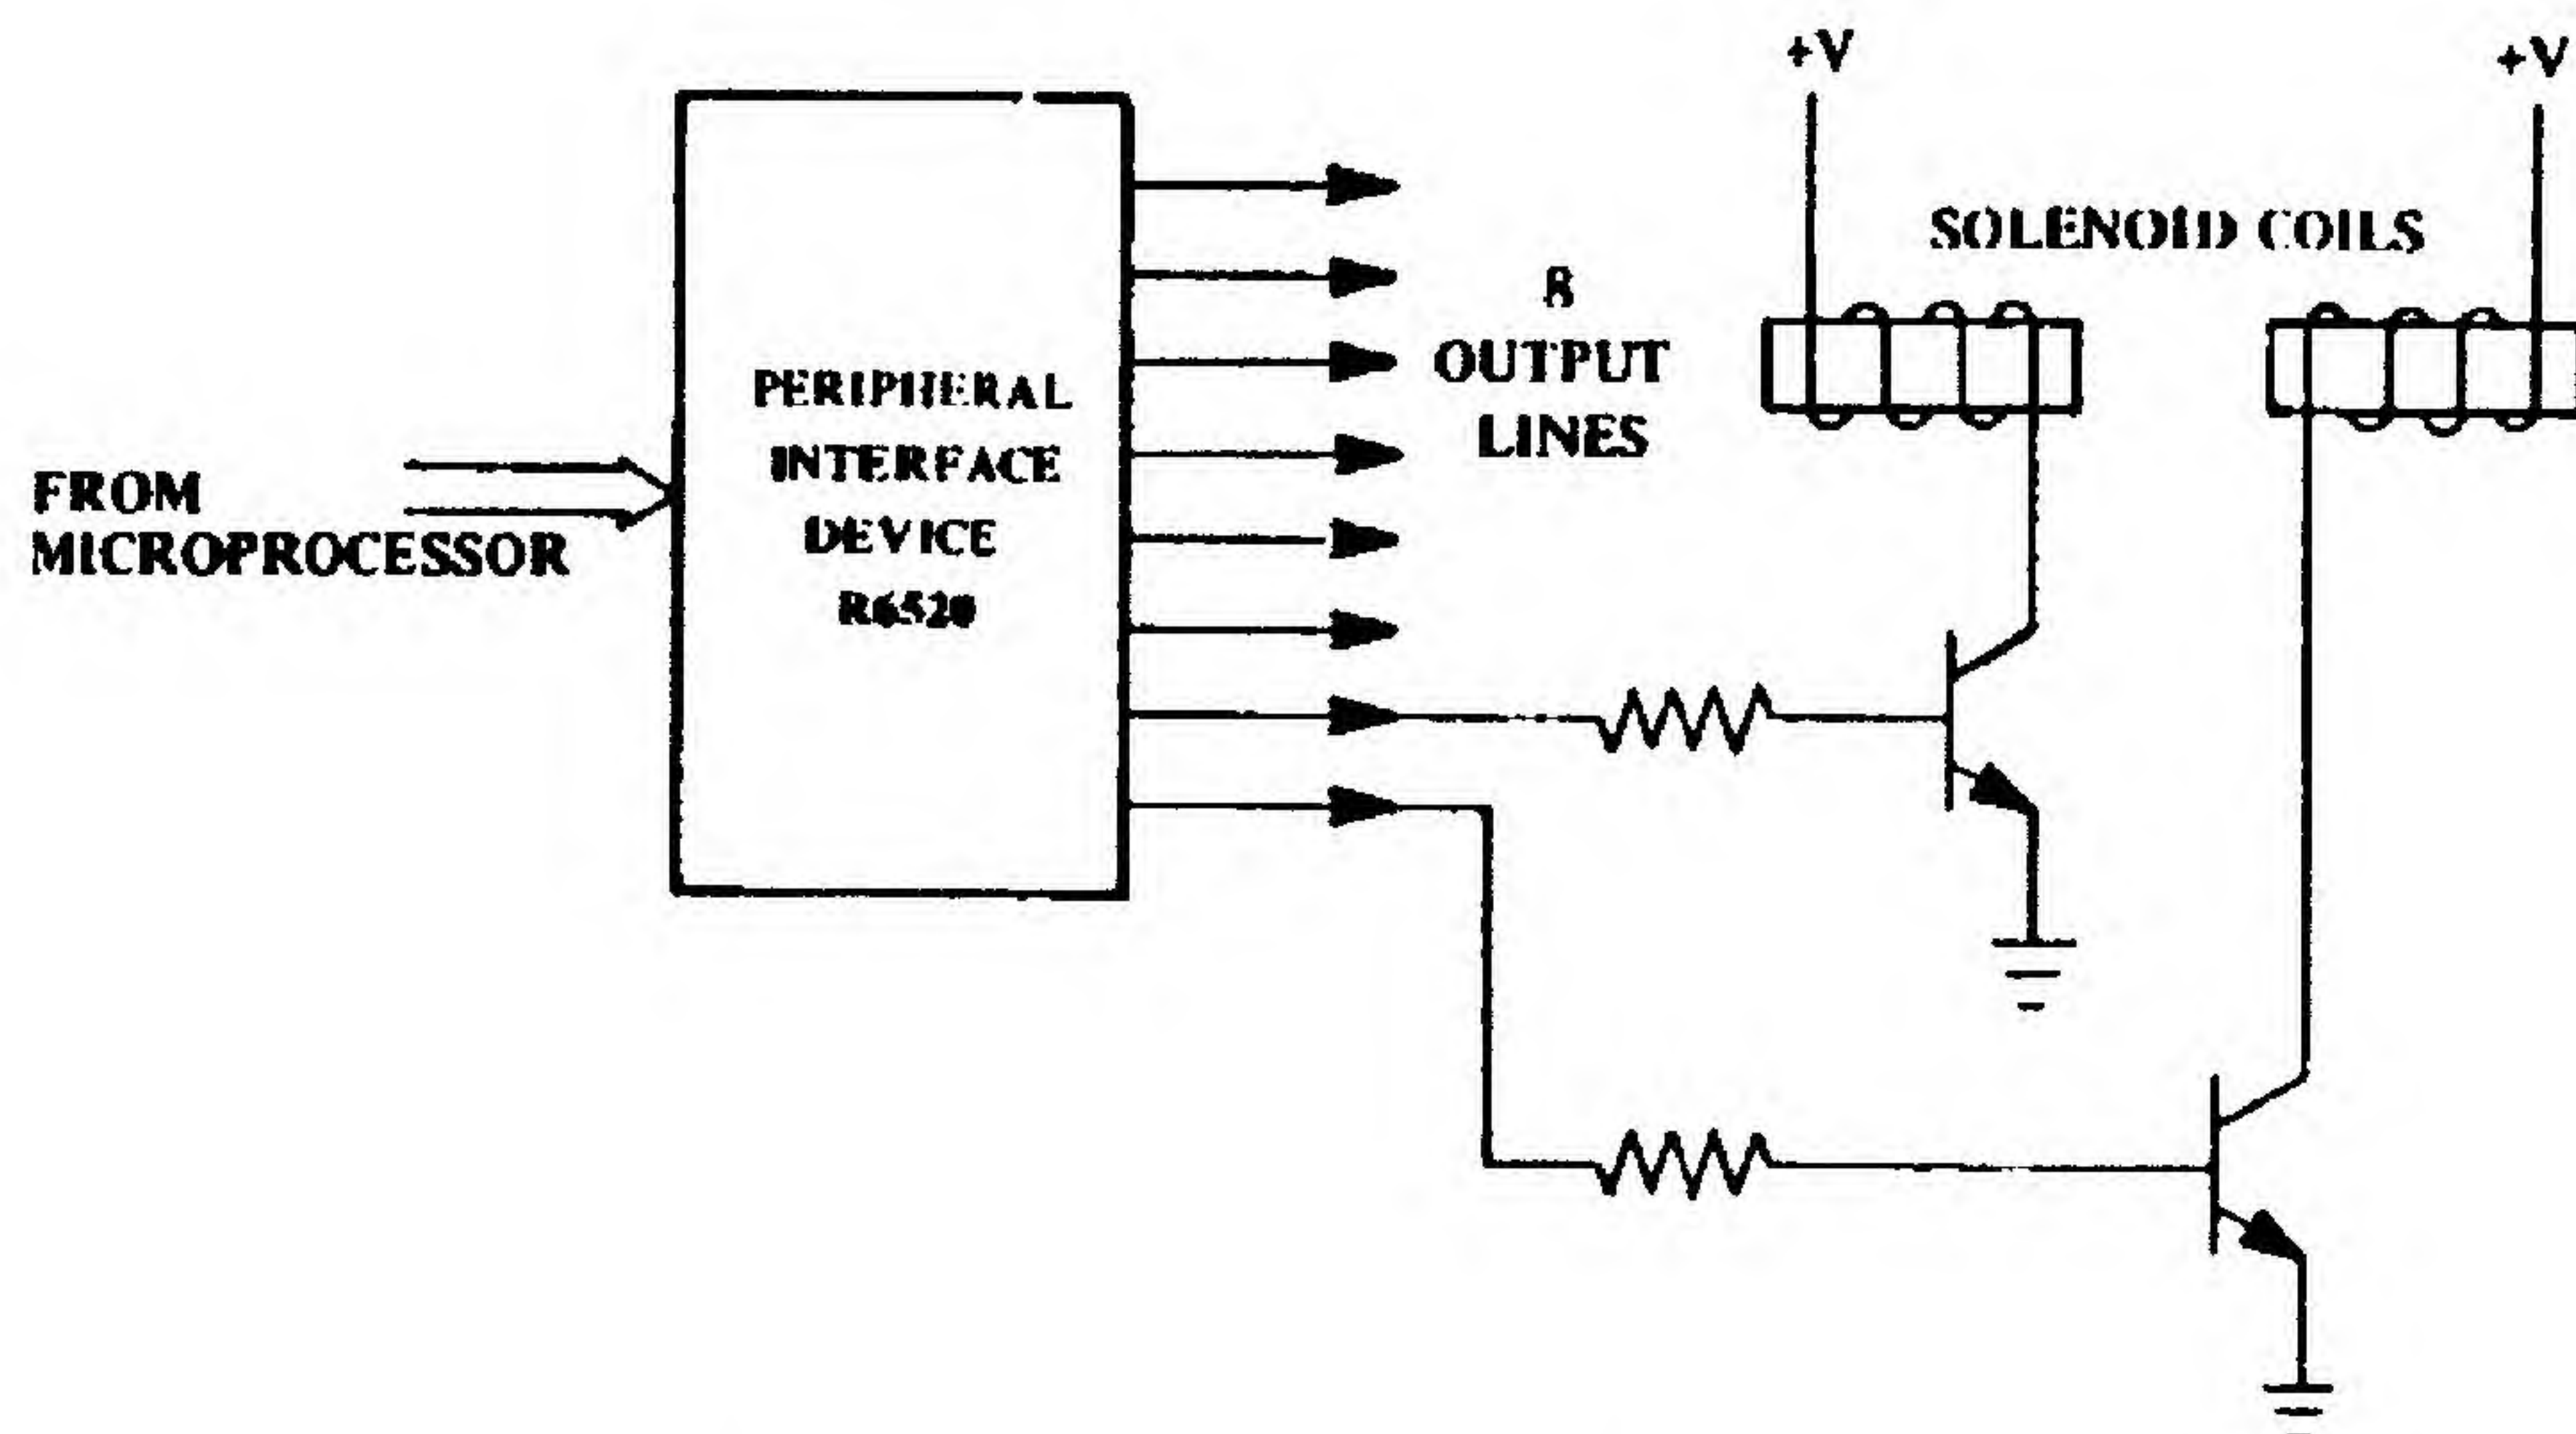 +V
+V
SOLENOID COILS
8
OUTPUT
LINES
PERIPHERAL
INTERFACE
DEVICE
R6520
FROM
MICROPROCESSOR